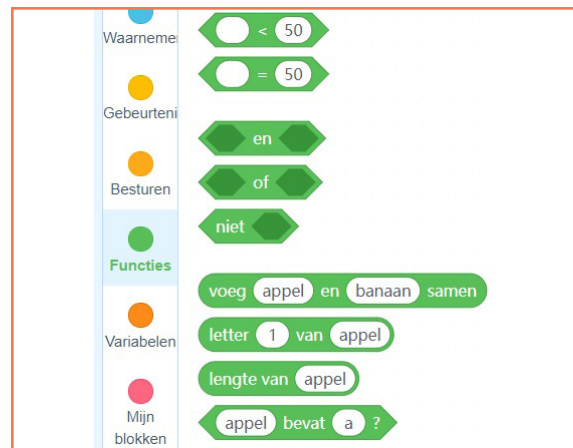 Waarneme
Gebeurteni
Besturen
Functies
Variabelen
Mijn
blokken
< 50
= 50
en
of
niet
voeg appel en banaan samen
letter 1 van appel
lengte van appel
appel bevat a ?